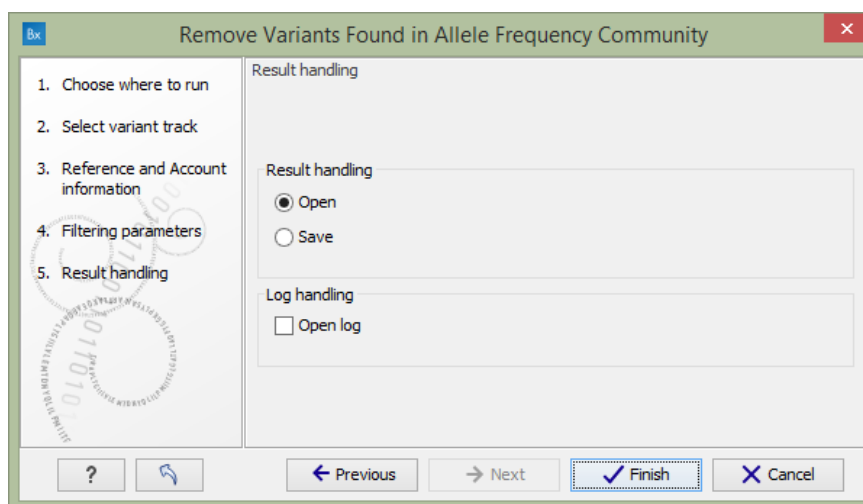 Bx
Remove Variants Found in Allele Frequency Community
1. Choose where to run
2. Select variant track
3. Reference and Account
information
4. Filtering parameters
5. Result handling
Result handling
Result handling
Open
Save
Log handling
Open log
?
Previous
Next
Finish
Cancel